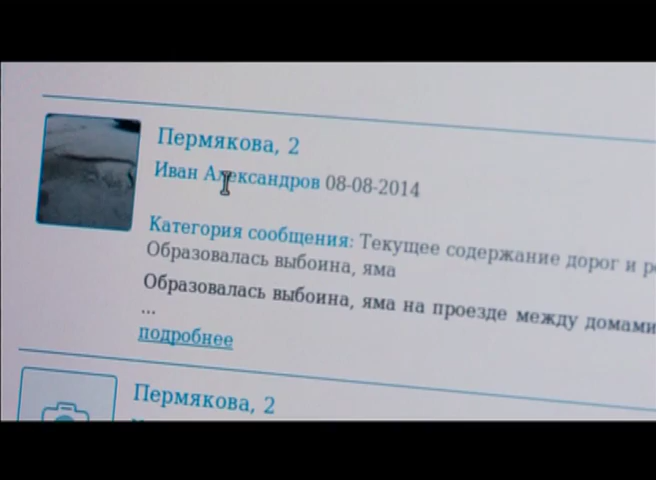 Пермякова, 2
Иван Александров 08-08-2014
Категория сообщения: Текущее содержание дорог и
Образовалась выбоина, яма
Образовалась выбоина, яма на проезде между домами
...
подробнее
Пермякова, 2